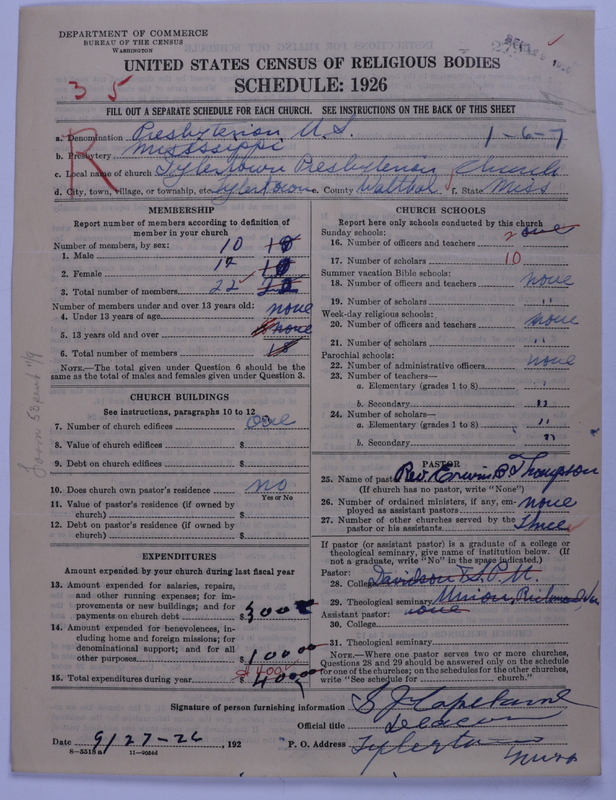 DEPARTMENT OF COMMERCE
BUREAU OF THE CENSUS
WASHINGTON
UNITED STATES CENSUS OF RELIGIOUS BODIES
SCHEDULE: 1926
3 5
FILL OUT A SEPARATE SCHEDULE FOR EACH CHURCH. SEE INSTRUCTIONS ON THE BACK OF THIS SHEET
R
a. Denomination Presbyterian U.S. 1-6-7
b. Presbytery Mississippi
c. Local name of church Tylertown Presbyterian Church
d. City, town, village, or township, etc. Tylertown e. County Walthal f. State Miss
MEMBERSHIP
Report number of members according to definition of
member in your church
Number of members, by sex:
1. Male 10
2. Female 12
3. Total number of members 22
Number of members under and over 13 years old:
4. Under 13 years of age none
5. 13 years old and over
6. Total number of members
NOTE.—The total given under Question 6 should be
the same as the total of males and females given under Question 3.
CHURCH BUILDINGS
See instructions, paragraphs 10 to 12
7. Number of church edifices one
8. Value of church edifices $
9. Debt on church edifices $
10. Does church own pastor's residence no
Yes or No
11. Value of pastor's residence (if owned by
church) $
12. Debt on pastor's residence (if owned by
church) $
EXPENDITURES
Amount expended by your church during last fiscal year
13. Amount expended for salaries, repairs,
and other running expenses; for im-
provements or new buildings; and for
payments on church debt $ 300
14. Amount expended for benevolences, in-
cluding home and foreign missions; for
denominational support; and for all
other purposes $ 100 00
15. Total expenditures during year $ 400
CHURCH SCHOOLS
Report here only schools conducted by this church
Sunday schools:
16. Number of officers and teachers 2
17. Number of scholars 10
Summer vacation Bible schools:
18. Number of officers and teachers none
19. Number of scholars "
Week-day religious schools:
20. Number of officers and teachers none
21. Number of scholars "
Parochial schools:
22. Number of administrative officers none
23. Number of teachers—
a. Elementary (grades 1 to 8) "
b. Secondary "
24. Number of scholars—
a. Elementary (grades 1 to 8) "
b. Secondary "
PASTOR
25. Name of pastor Rev. Erwin B Thompson
(If church has no pastor, write "None")
26. Number of ordained ministers, if any, em-
ployed as assistant pastors none
27. Number of other churches served by the
pastor or his assistants Three
If pastor (or assistant pastor) is a graduate of a college or
theological seminary, give name of institution below. (If
not a graduate, write "No" in the space indicated.)
Pastor:
28. College Davidson
29. Theological seminary Union, Richmond Va
Assistant pastor: none
30. College
31. Theological seminary
NOTE.—Where one pastor serves two or more churches,
Questions 28 and 29 should be answered only on the schedule
for one of the churches; on the schedules for the other churches,
write "See schedule for church."
Signature of person furnishing information
Official title Deacon
Date 9/27-26, 192
P. O. Address Tylertown
Miss
8-5518a 11-9034d